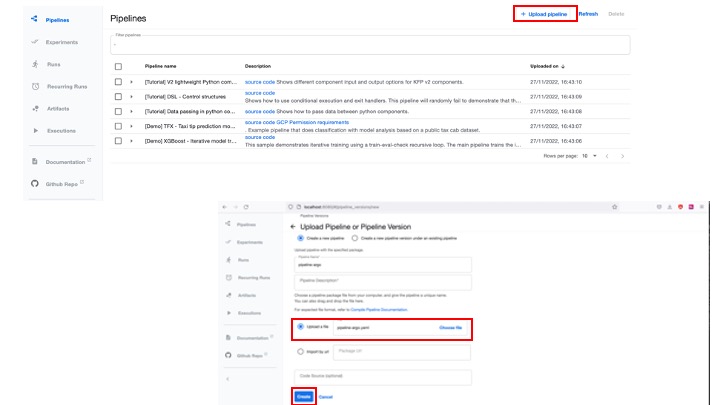 Pipelines
Experiments
Runs
Recurring Runs
Artifacts
Executions
Documentation
Github Repo
Pipelines
+ Upload pipeline Refresh Delete
Filter pipelines
Pipeline name Description Uploaded on ↓
[Tutorial] V2 lightweight Python com... source code Shows different component input and output options for KFP v2 components. 27/11/2022, 16:43:10
[Tutorial] DSL - Control structures source code 27/11/2022, 16:43:09
Shows how to use conditional execution and exit handlers. This pipeline will randomly fail to demonstrate that th...
[Tutorial] Data passing in python co... source code Shows how to pass data between python components. 27/11/2022, 16:43:08
[Demo] TFX - Taxi tip prediction mo... source code GCP Permission requirements 27/11/2022, 16:43:07
. Example pipeline that does classification with model analysis based on a public tax cab dataset.
[Demo] XGBoost - Iterative model tr... source code 27/11/2022, 16:43:06
This sample demonstrates iterative training using a train-eval-check recursive loop. The main pipeline trains the i...
Rows per page: 10
Pipelines
Experiments
Runs
Recurring Runs
Artifacts
Executions
Documentation
Github Repo
Pipeline Versions
← Upload Pipeline or Pipeline Version
Create a new pipeline Create a new pipeline version under an existing pipeline
Upload pipeline with the specified package.
Pipeline Name*
pipeline-argo
Pipeline Description*
Choose a pipeline package file from your computer, and give the pipeline a unique name.
You can also drag and drop the file here.
For expected file format, refer to Compile Pipeline Documentation.
Upload a file pipeline-argo.yaml Choose file
Import by url Package Url
Code Source (optional)
Create Cancel